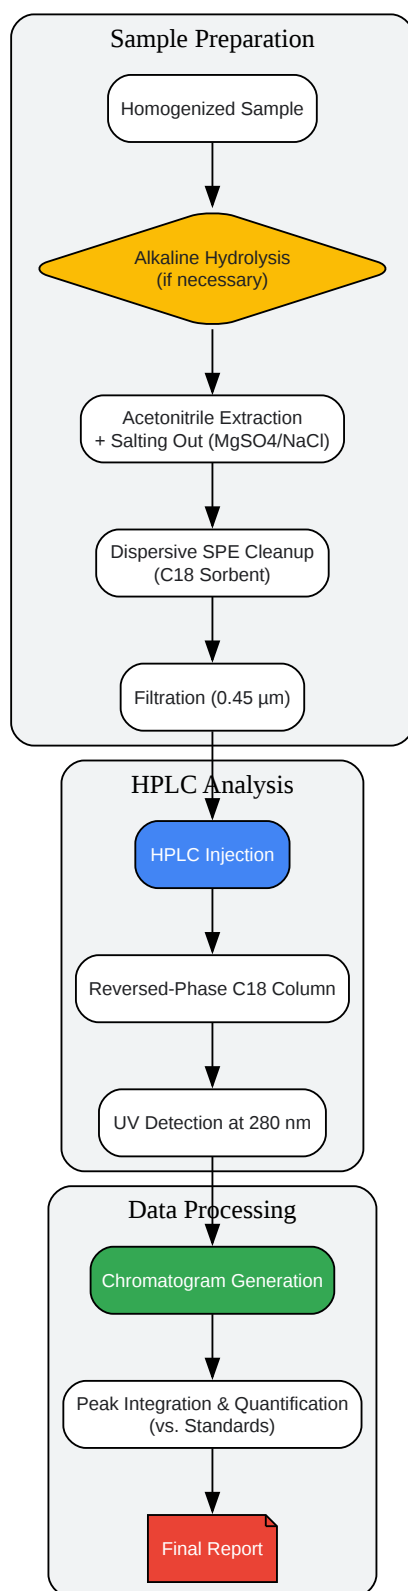 Sample Preparation
Homogenized Sample
Alkaline Hydrolysis
(if necessary)
Acetonitrile Extraction
+ Salting Out (MgSO4/NaCl)
Dispersive SPE Cleanup
(C18 Sorbent)
Filtration (0.45 µm)
HPLC Analysis
HPLC Injection
Reversed-Phase C18 Column
UV Detection at 280 nm
Data Processing
Chromatogram Generation
Peak Integration & Quantification
(vs. Standards)
Final Report